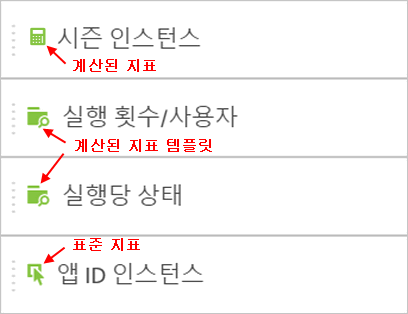 시즌 인스턴스
계산된 지표
실행 횟수/사용자
계산된 지표 템플릿
실행당 상태
표준 지표
앱 ID 인스턴스